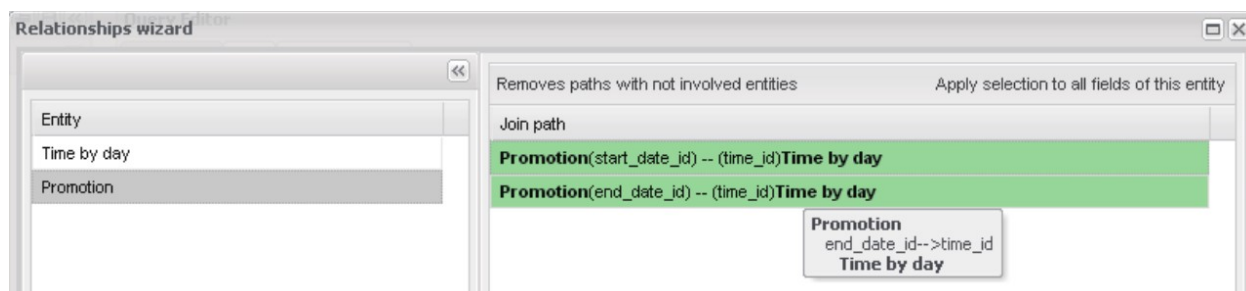 Query Editor
Relationships wizard
Removes paths with not involved entities
Apply selection to all fields of this entity
Entity
Join path
Time by day
Promotion(start_date_id) -- (time_id)Time by day
Promotion
Promotion(end_date_id) -- (time_id)Time by day
Promotion
end_date_id-->time_id
Time by day